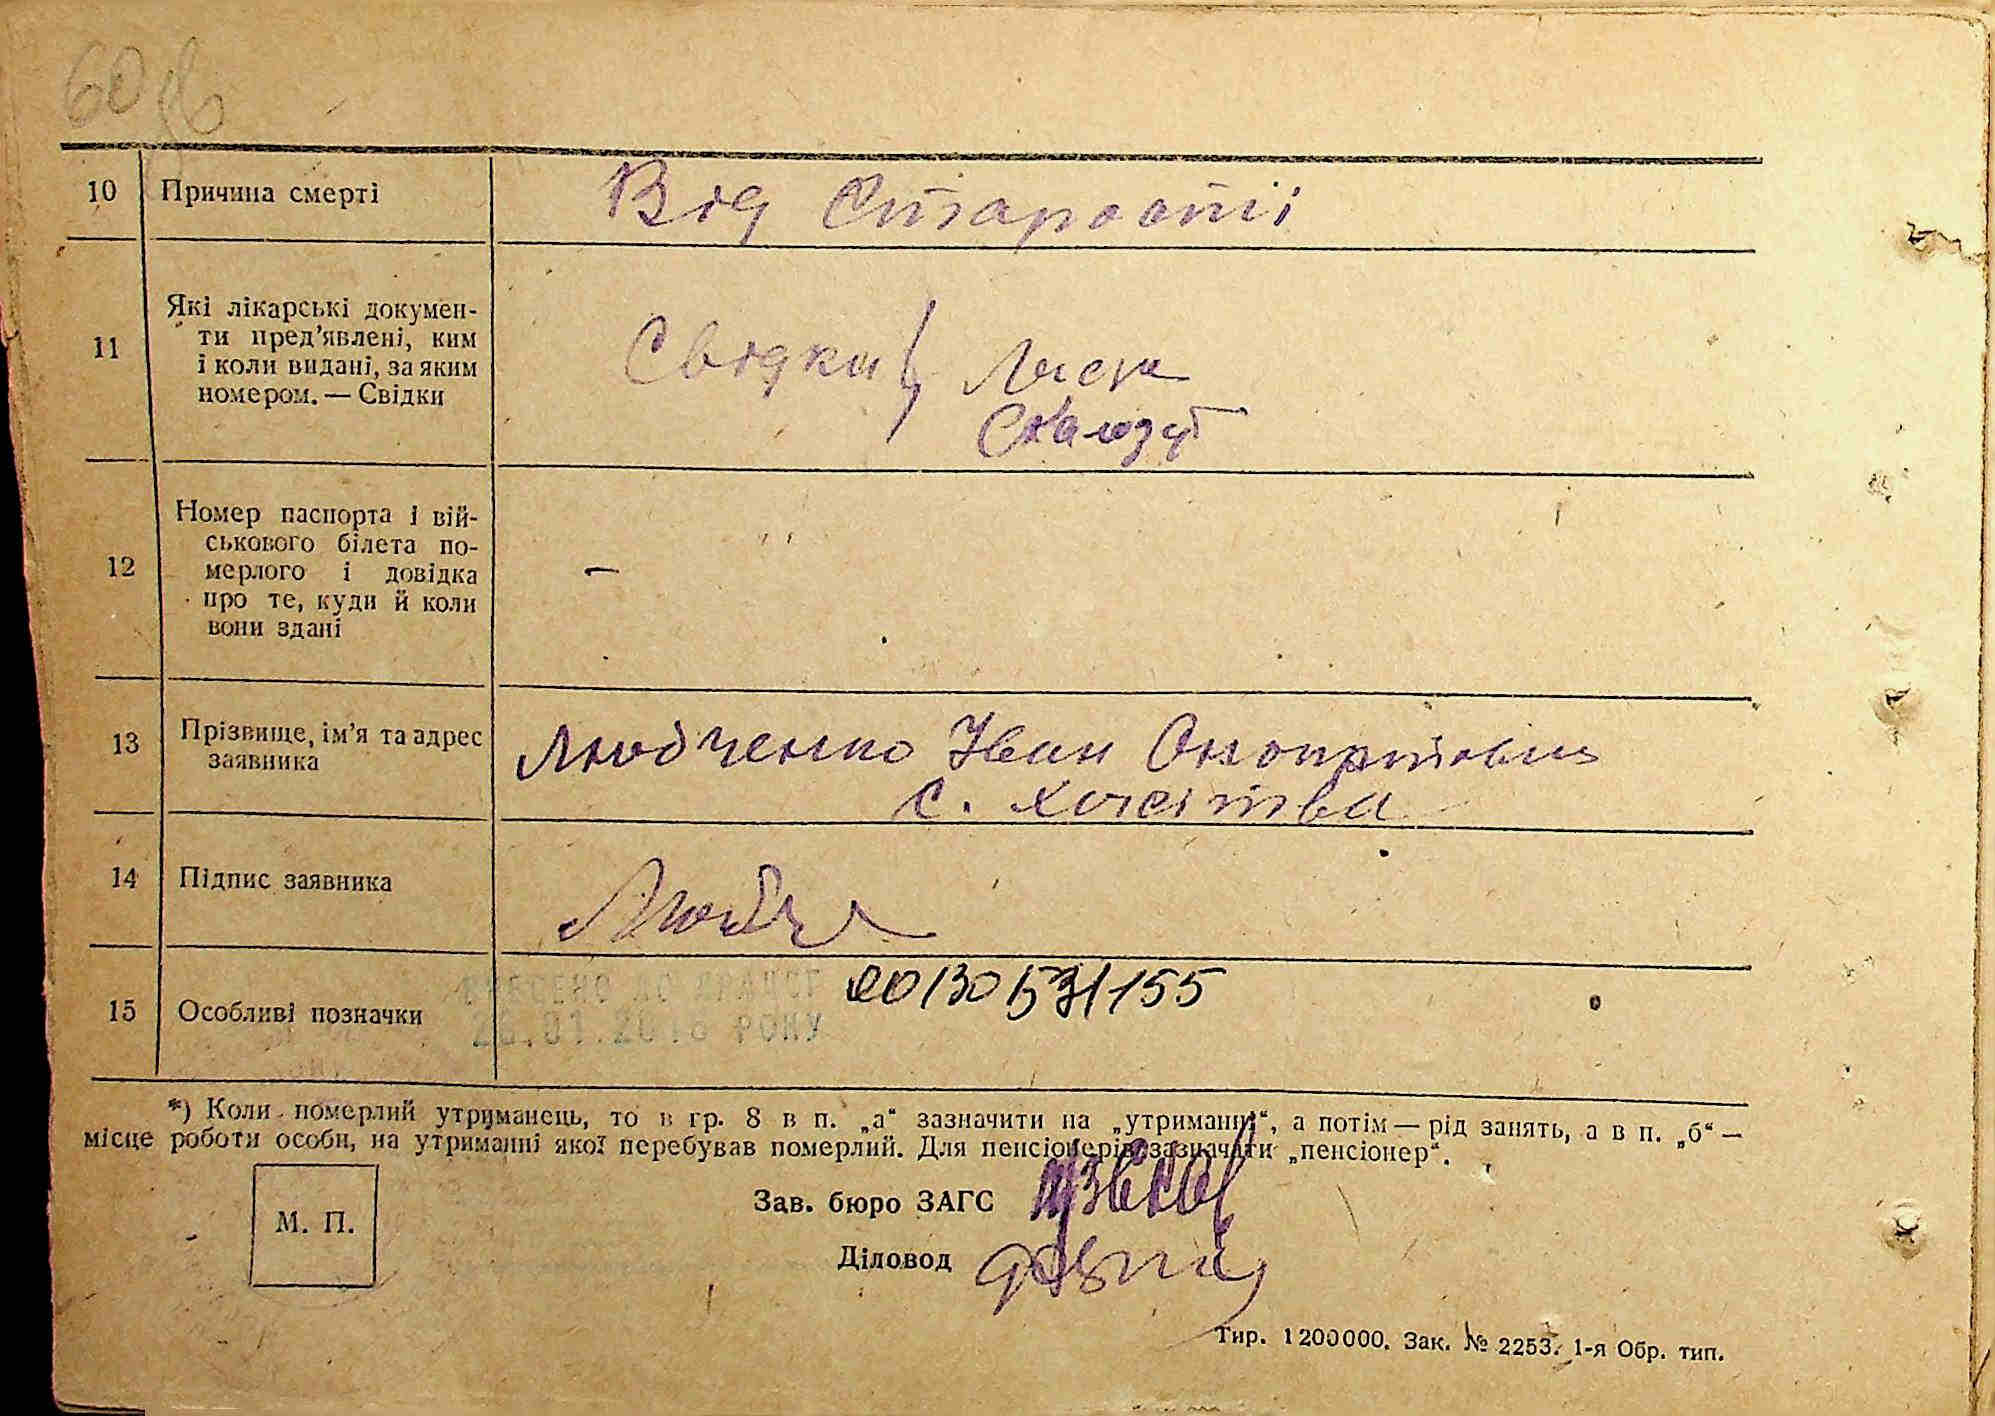 60
10 Причина смерті Від Старості
11 Які лікарські докумен-
ти пред'явлені, ким
і коли видані, за яким
номером. — Свідки
Свідки
12 Номер паспорта і вій-
ськового білета по-
мерлого і довідка
про те, куди й коли
вони здані
–
13 Прізвище, ім'я та адрес
заявника
Любченко Іван
с.
14 Підпис заявника
15 Особливі позначки 00130531155
РОКУ
*) Коли померлий утриманець, то в гр. 8 в п. „а“ зазначити на „утриманні“, а потім — рід занять, а в п. „б“ —
місце роботи особи, на утриманні якої перебував померлий. Для пенсіонерів зазначати „пенсіонер“.
М. П.
Зав. бюро ЗАГС
Діловод
Тир. 1200000. Зак. № 2253. 1-я Обр. тип.